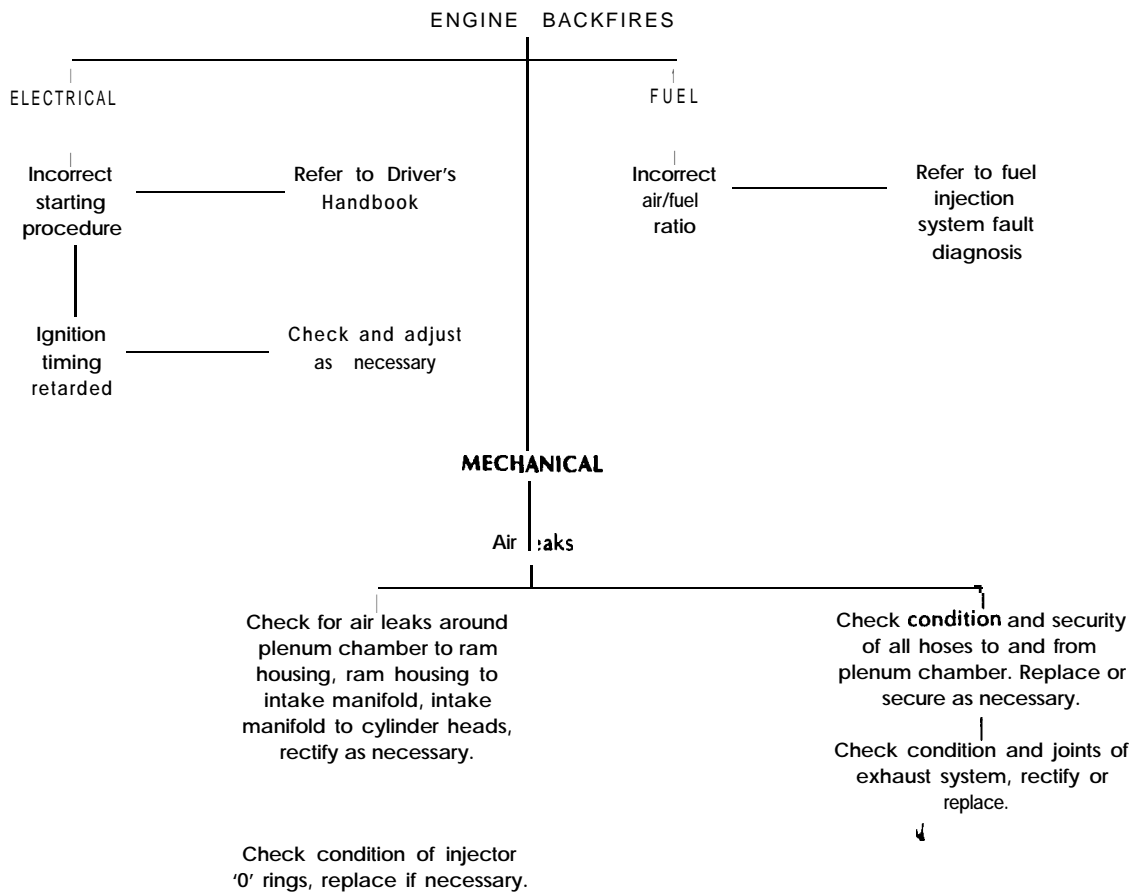 ENGINE BACKFIRES
ELECTRICAL
FUEL
Incorrect
starting
procedure
Refer to Driver's
Handbook
Incorrect
air/fuel
ratio
Refer to fuel
injection
system fault
diagnosis
Ignition
timing
retarded
Check and adjust
as necessary
MECHANICAL
Air
Check for air leaks around
plenum chamber to ram
housing, ram housing to
intake manifold, intake
manifold to cylinder heads,
rectify as necessary.
Check condition and security
of all hoses to and from
plenum chamber. Replace or
secure as necessary.
Check condition and joints of
exhaust system, rectify or
replace.
Check condition of injector
'0' rings, replace if necessary.